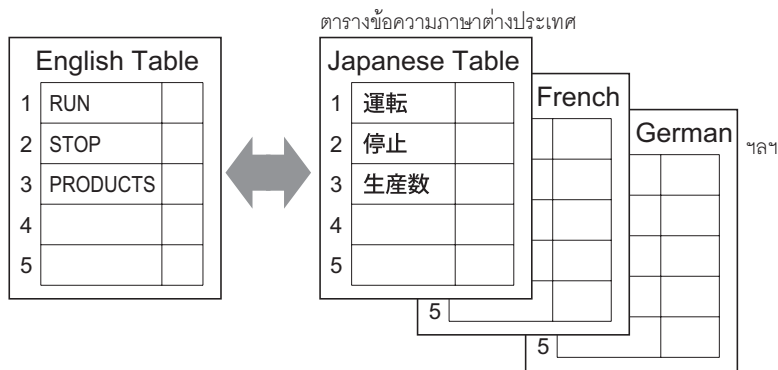 ตารางข้อความภาษาต่างประเทศ
English Table
1 RUN
2 STOP
3 PRODUCTS
4
5
Japanese Table
1 運転
2 停止
3 生産数
4
5
French
5
German
5
ฯลฯ